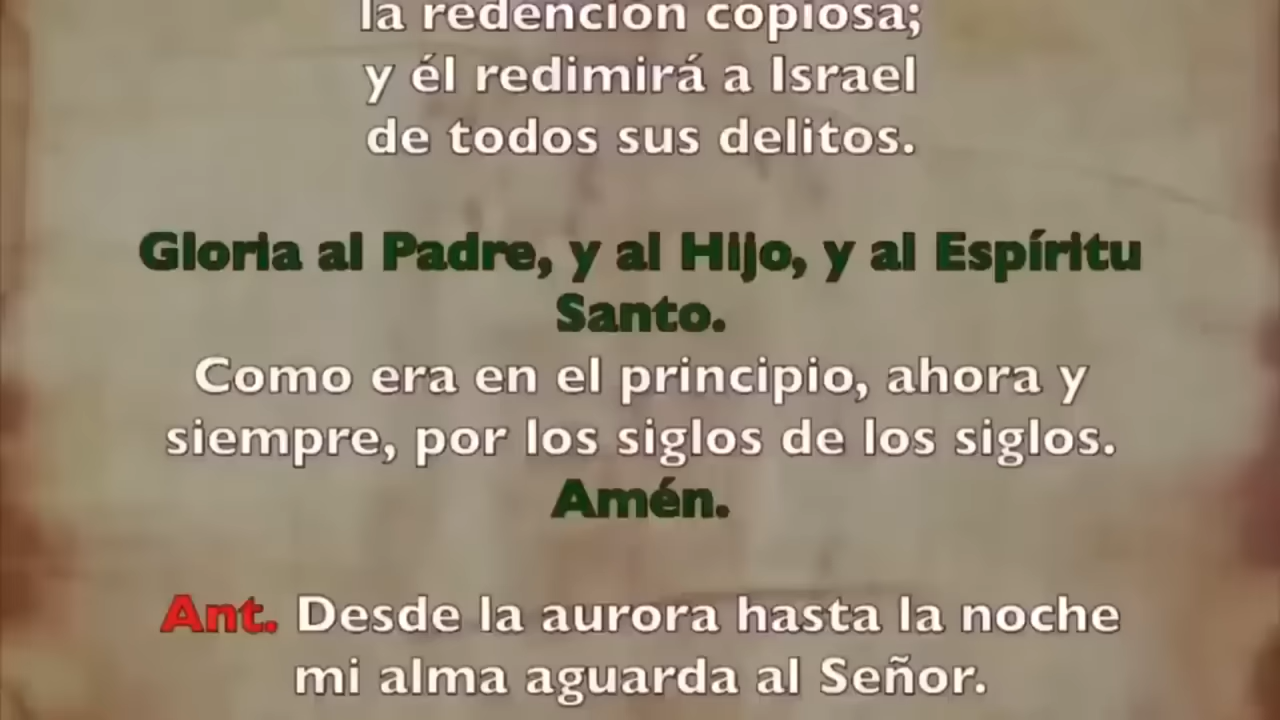 la redención copiosa;
y él redimirá a Israel
de todos sus delitos.
Gloria al Padre, y al Hijo, y al Espíritu
Santo.
Como era en el principio, ahora y
siempre, por los siglos de los siglos.
Amén.
Ant. Desde la aurora hasta la noche
mi alma aguarda al Señor.